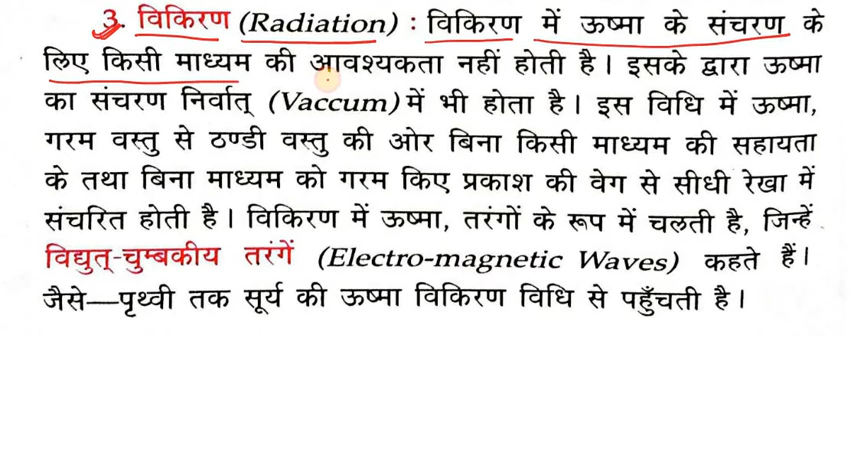 3. विकिरण (Radiation) : विकिरण में ऊष्मा के संचरण के
लिए किसी माध्यम की आवश्यकता नहीं होती है। इसके द्वारा ऊष्मा
का संचरण निर्वात् (Vaccum) में भी होता है। इस विधि में ऊष्मा,
गरम वस्तु से ठण्डी वस्तु की ओर बिना किसी माध्यम की सहायता
के तथा बिना माध्यम को गरम किए प्रकाश की वेग से सीधी रेखा में
संचरित होती है। विकिरण में ऊष्मा, तरंगों के रूप में चलती है, जिन्हें
विद्युत्-चुम्बकीय तरंगें (Electro-magnetic Waves) कहते हैं।
जैसे—पृथ्वी तक सूर्य की ऊष्मा विकिरण विधि से पहुँचती है।